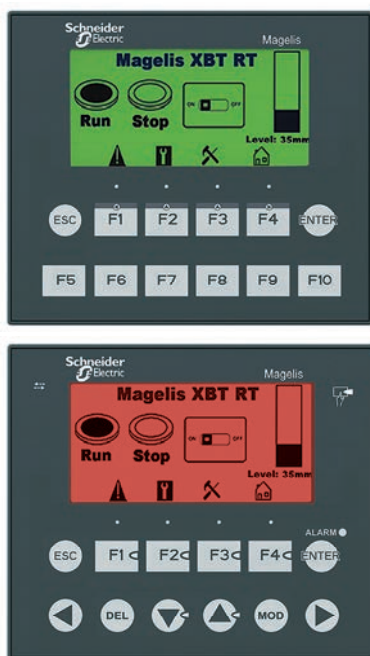 Schneider
Electric
Magelis
Magelis XBT RT
ON
OFF
Run
Stop
Level: 35mm
ESC
F1
F2
F3
F4
ENTER
F5
F6
F7
F8
F9
F10
Schneider
Electric
Magelis
Magelis XBT RT
ON
OFF
Run
Stop
Level: 35mm
ALARM
ESC
F1
F2
F3
F4
ENTER
DEL
MOD